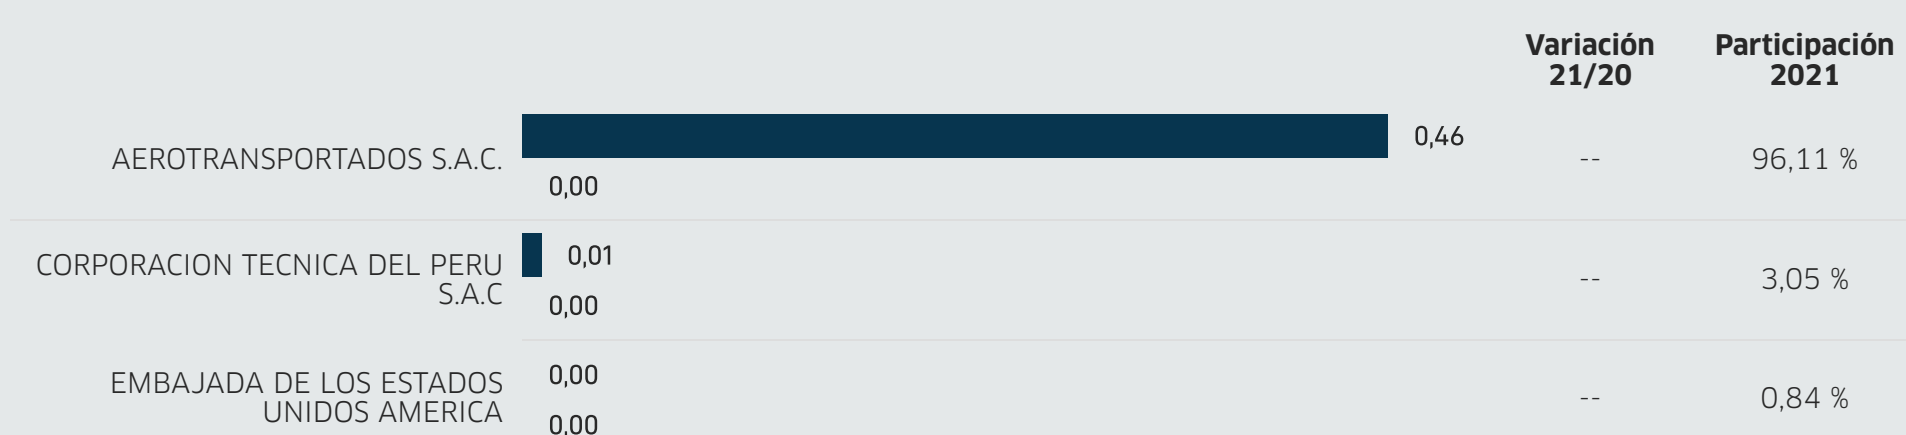 Variación Participación
21/20 2021
AEROTRANSPORTADOS S.A.C. 0,46 -- 96,11 %
0,00
CORPORACION TECNICA DEL PERU 0,01 -- 3,05 %
S.A.C 0,00
EMBAJADA DE LOS ESTADOS 0,00 -- 0,84 %
UNIDOS AMERICA 0,00